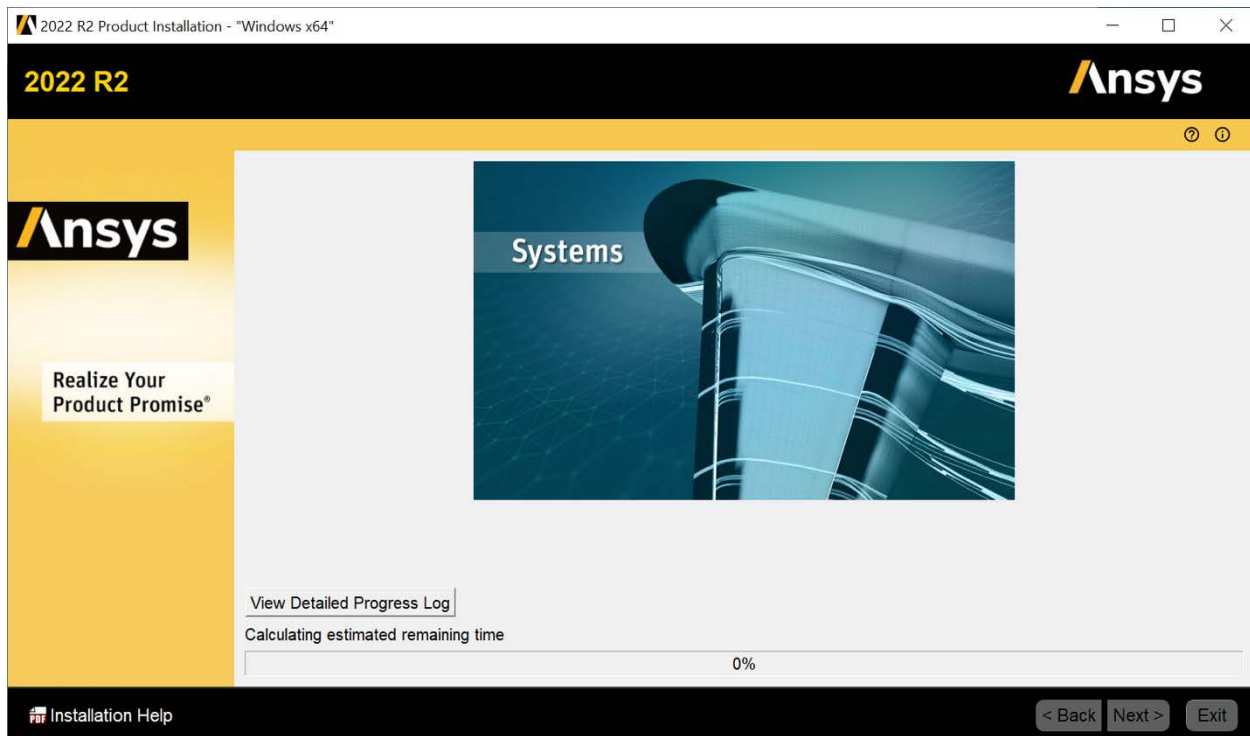 2022 R2 Product Installation - "Windows x64"
2022 R2
Ansys
Ansys
Systems
Realize Your
Product Promise®
View Detailed Progress Log
Calculating estimated remaining time
0%
PDF Installation Help
< Back Next > Exit